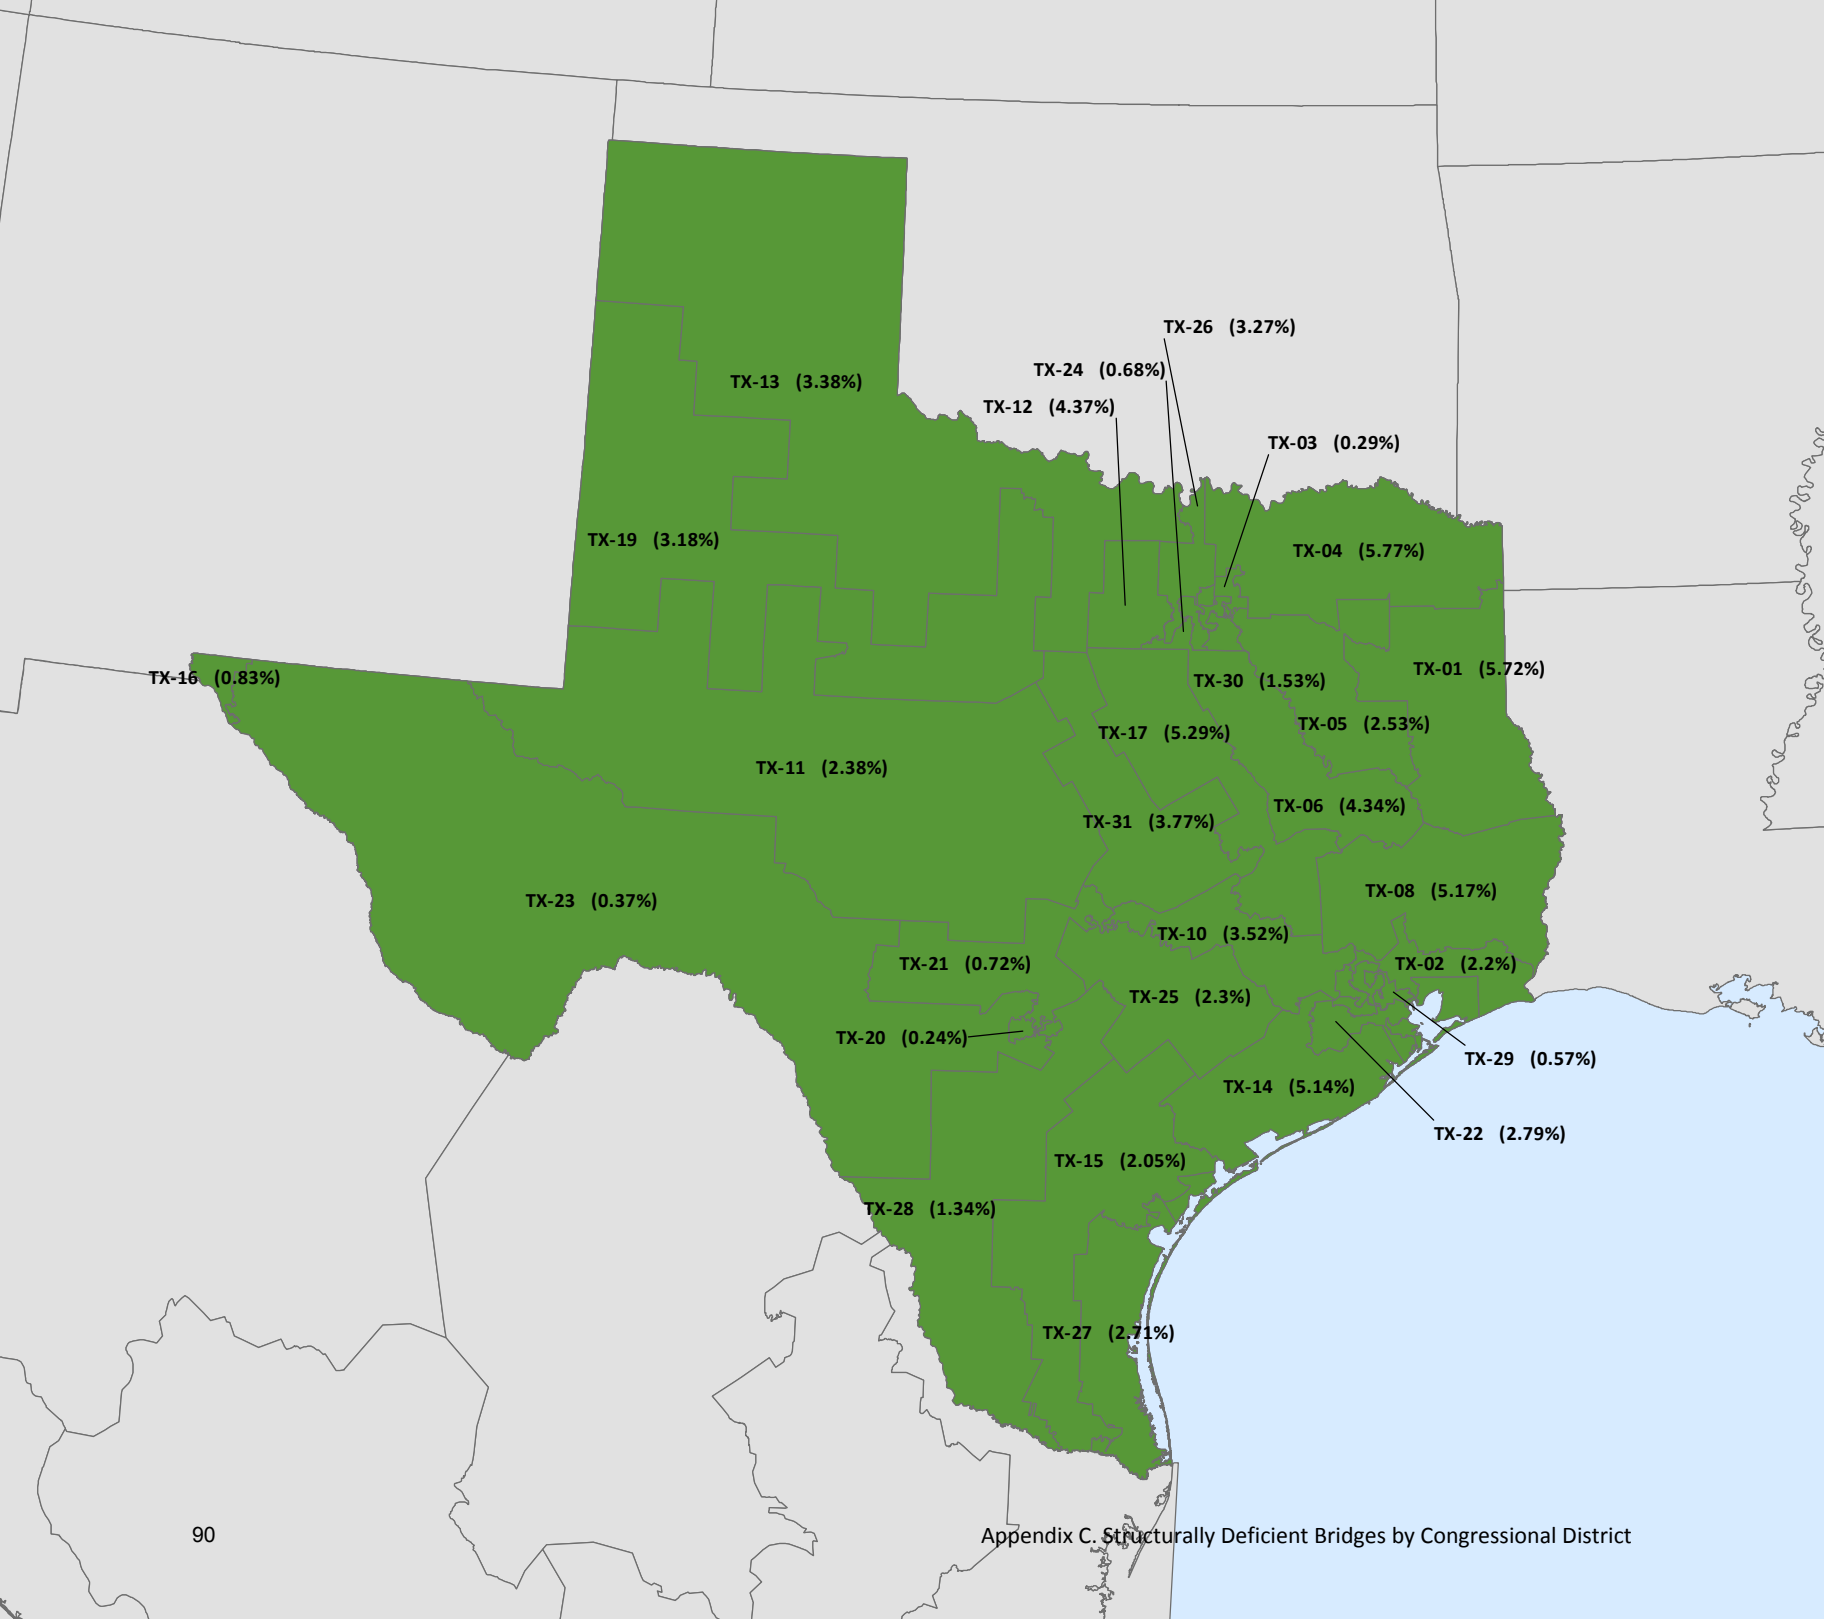 TX-26 (3.27%)
TX-24 (0.68%)
TX-13 (3.38%)
TX-12 (4.37%)
TX-03 (0.29%)
TX-19 (3.18%)
TX-04 (5.77%)
TX-01 (5.72%)
TX-16 (0.83%)
TX-30 (1.53%)
TX-05 (2.53%)
TX-17 (5.29%)
TX-11 (2.38%)
TX-06 (4.34%)
TX-31 (3.77%)
TX-08 (5.17%)
TX-23 (0.37%)
TX-10 (3.52%)
TX-21 (0.72%)
TX-02 (2.2%)
TX-25 (2.3%)
TX-20 (0.24%)
TX-29 (0.57%)
TX-14 (5.14%)
TX-22 (2.79%)
TX-15 (2.05%)
TX-28 (1.34%)
TX-27 (2.71%)
90
Appendix C. Structurally Deficient Bridges by Congressional District